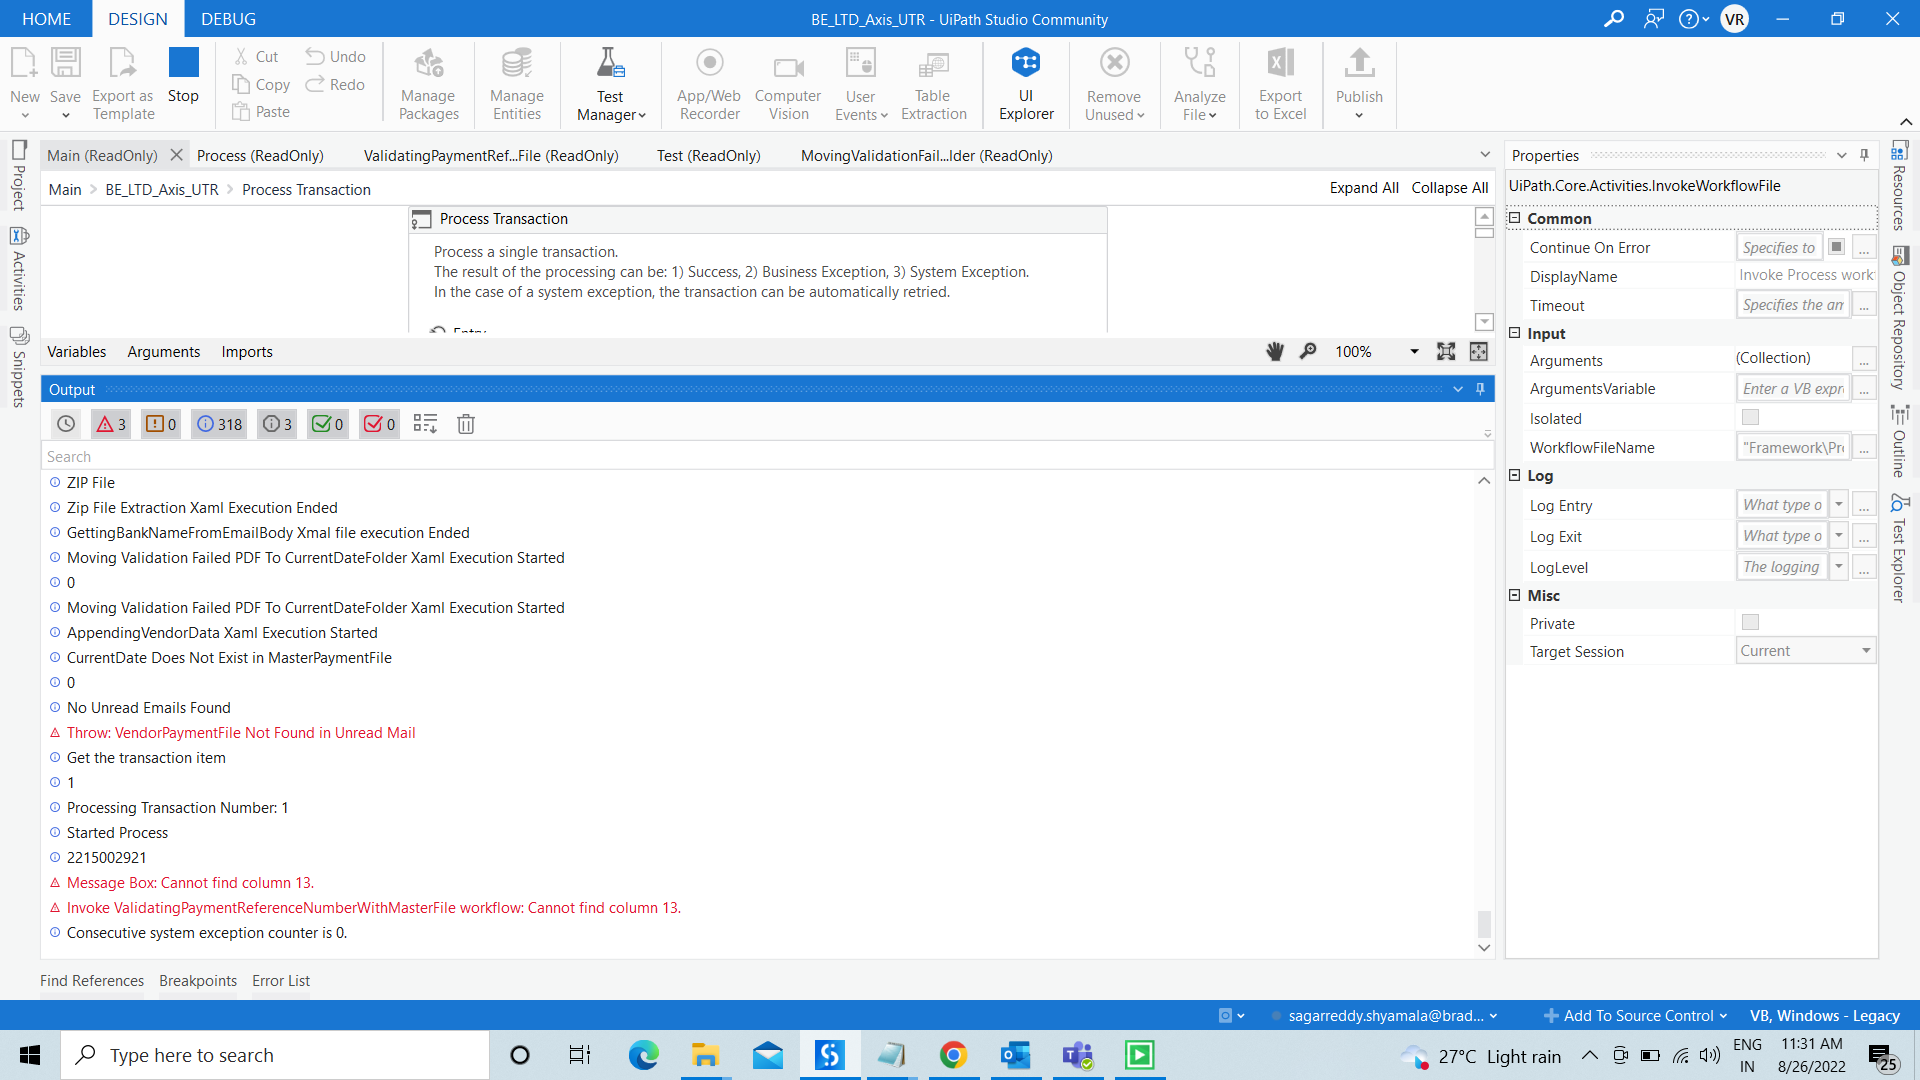 HOME DESIGN DEBUG
BE_LTD_Axis_UTR - UiPath Studio Community
VR
New
Save
Export as Template
Stop
Cut
Copy
Paste
Undo
Redo
Manage Packages
Manage Entities
Test Manager
App/Web Recorder
Computer Vision
User Events
Table Extraction
UI Explorer
Remove Unused
Analyze File
Export to Excel
Publish
Project
Activities
Snippets
Main (ReadOnly) Process (ReadOnly) ValidatingPaymentRef...File (ReadOnly) Test (ReadOnly) MovingValidationFail...lder (ReadOnly)
Main > BE_LTD_Axis_UTR > Process Transaction
Expand All Collapse All
Process Transaction
Process a single transaction.
The result of the processing can be: 1) Success, 2) Business Exception, 3) System Exception.
In the case of a system exception, the transaction can be automatically retried.
Entry
Variables Arguments Imports
100%
Output
3 0 318 3 0 0
Search
ZIP File
Zip File Extraction Xaml Execution Ended
GettingBankNameFromEmailBody Xmal file execution Ended
Moving Validation Failed PDF To CurrentDateFolder Xaml Execution Started
0
Moving Validation Failed PDF To CurrentDateFolder Xaml Execution Started
AppendingVendorData Xaml Execution Started
CurrentDate Does Not Exist in MasterPaymentFile
0
No Unread Emails Found
Throw: VendorPaymentFile Not Found in Unread Mail
Get the transaction item
1
Processing Transaction Number: 1
Started Process
2215002921
Message Box: Cannot find column 13.
Invoke ValidatingPaymentReferenceNumberWithMasterFile workflow: Cannot find column 13.
Consecutive system exception counter is 0.
Find References Breakpoints Error List
Properties
UiPath.Core.Activities.InvokeWorkflowFile
Common
Continue On Error Specifies to ...
DisplayName Invoke Process work
Timeout Specifies the am ...
Input
Arguments (Collection) ...
ArgumentsVariable Enter a VB expr ...
Isolated
WorkflowFileName "Framework\Pro ...
Log
Log Entry What type o ...
Log Exit What type o ...
LogLevel The logging ...
Misc
Private
Target Session Current
Resources
Object Repository
Outline
Test Explorer
sagarreddy.shyamala@brad... Add To Source Control VB, Windows - Legacy
Type here to search
27°C Light rain
ENG
IN
11:31 AM
8/26/2022
25